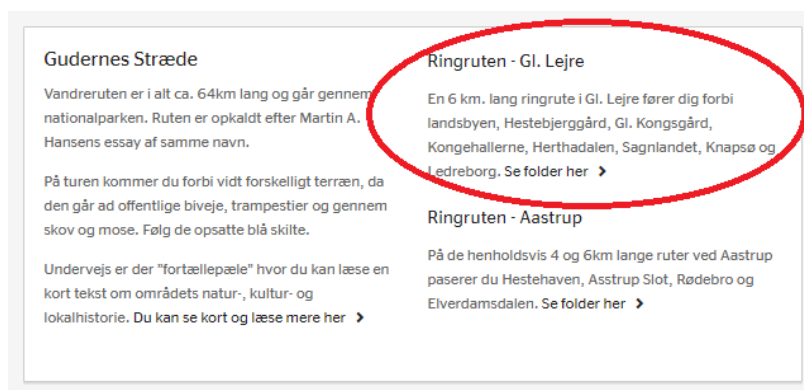 Gudernes Stræde
Vandreruten er i alt ca. 64km lang og går gennem
nationalparken. Ruten er opkaldt efter Martin A.
Hansens essay af samme navn.
På turen kommer du forbi vidt forskelligt terræn, da
den går ad offentlige biveje, trampestier og gennem
skov og mose. Følg de opsatte blå skilte.
Undervejs er der "fortællepæle" hvor du kan læse en
kort tekst om områdets natur-, kultur- og
lokalhistorie. Du kan se kort og læse mere her >
Ringruten - Gl. Lejre
En 6 km. lang ringrute i Gl. Lejre fører dig forbi
landsbyen, Hestebjerggård, Gl. Kongsgård,
Kongehallerne, Herthadalen, Sagnlandet, Knapsø og
Ledreborg. Se folder her >
Ringruten - Aastrup
På de henholdsvis 4 og 6km lange ruter ved Aastrup
paserer du Hestehaven, Asstrup Slot, Rødebro og
Elverdamsdalen. Se folder her >